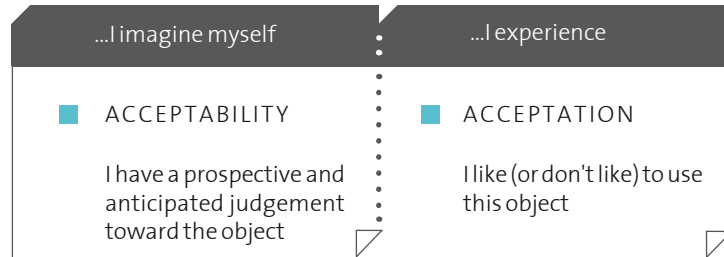 ...I imagine myself
...I experience
ACCEPTABILITY
I have a prospective and
anticipated judgement
toward the object
ACCEPTATION
I like (or don't like) to use
this object